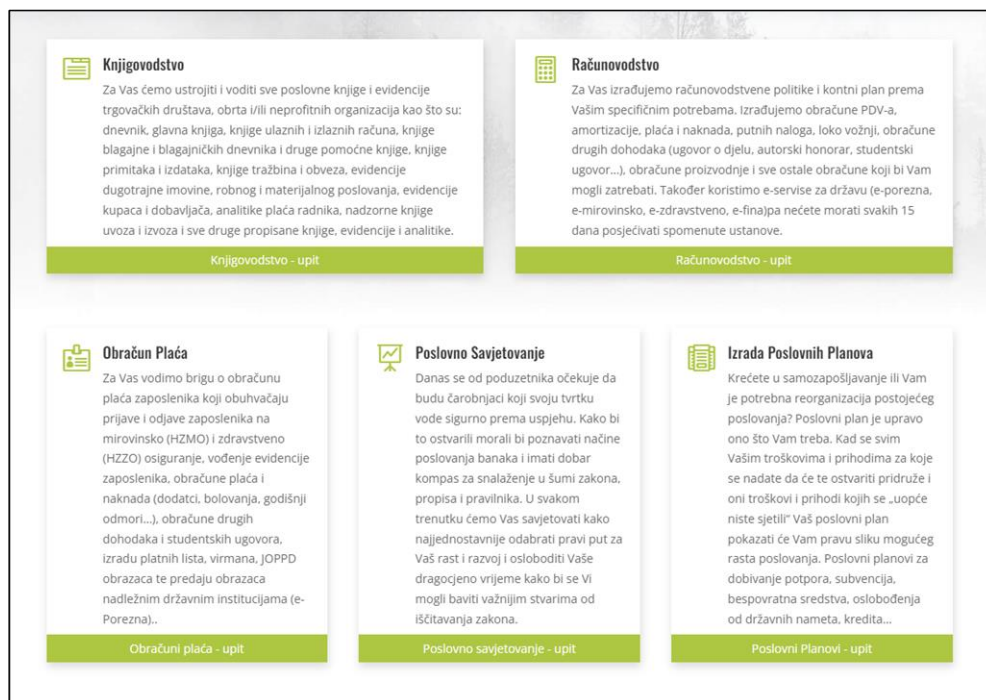 Knjigovodstvo
Za Vas ćemo ustrojiti i voditi sve poslovne knjige i evidencije
trgovačkih društava, obrta i/ili neprofitnih organizacija kao što su:
dnevnik, glavna knjiga, knjige ulaznih i izlaznih računa, knjige
blagajne i blagajničkih dnevnika i druge pomoćne knjige, knjige
primitaka i izdataka, knjige tražbina i obveza, evidencije
dugotrajne imovine, robnog i materijalnog poslovanja, evidencije
kupaca i dobavljača, analitike plaća radnika, nadzorne knjige
uvoza i izvoza i sve druge propisane knjige, evidencije i analitike.
Knjigovodstvo - upit
Računovodstvo
Za Vas izrađujemo računovodstvene politike i kontni plan prema
Vašim specifičnim potrebama. Izrađujemo obračune PDV-a,
amortizacije, plaća i naknada, putnih naloga, loko vožnji, obračune
drugih dohodaka (ugovor o djelu, autorski honorar, studentski
ugovor...), obračune proizvodnje i sve ostale obračune koji bi Vam
mogli zatrebati. Također koristimo e-servise za državu (e-porezna,
e-mirovinsko, e-zdravstveno, e-fina)pa nećete morati svakih 15
dana posjećivati spomenute ustanove.
Računovodstvo - upit
Obračun Plaća
Za Vas vodimo brigu o obračunu
plaća zaposlenika koji obuhvačaju
prijave i odjave zaposlenika na
mirovinsko (HZMO) i zdravstveno
(HZZO) osiguranje, vođenje evidencije
zaposlenika, obračune plaća i
naknada (dodatci, bolovanja, godišnji
odmori...), obračune drugih
dohodaka i studentskih ugovora,
izradu platnih lista, virmana, JOPPD
obrazaca te predaju obrazaca
nadležnim državnim institucijama (e-
Porezna)..
Obračuni plaća - upit
Poslovno Savjetovanje
Danas se od poduzetnika očekuje da
budu čarobnjaci koji svoju tvrtku
vode sigurno prema uspjehu. Kako bi
to ostvarili morali bi poznavati načine
poslovanja banaka i imati dobar
kompas za snalaženje u šumi zakona,
propisa i pravilnika. U svakom
trenutku ćemo Vas savjetovati kako
najjednostavnije odabrati pravi put za
Vaš rast i razvoj i osloboditi Vaše
dragocjeno vrijeme kako bi se Vi
mogli baviti važnijim stvarima od
iščitavanja zakona.
Poslovno savjetovanje - upit
Izrada Poslovnih Planova
Krećete u samozapošljavanje ili Vam
je potrebna reorganizacija postojećeg
poslovanja? Poslovni plan je upravo
ono što Vam treba. Kad se svim
Vašim troškovima i prihodima za koje
se nadate da će te ostvariti pridruže i
oni troškovi i prihodi kojih se „uopće
niste sjetili“ Vaš poslovni plan
pokazati će Vam pravu sliku mogućeg
rasta poslovanja. Poslovni planovi za
dobivanje potpora, subvencija,
bespovratna sredstva, oslobođenja
od državnih nameta, kredita...
Poslovni Planovi - upit